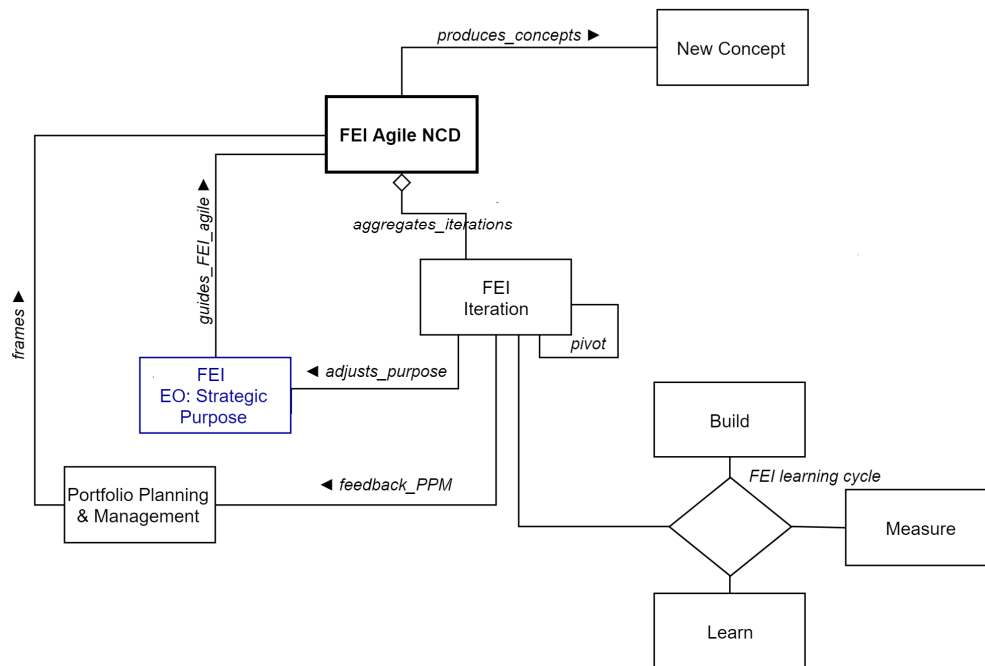 produces_concepts ►
New Concept
FEI Agile NCD
aggregates_iterations
guides_FEI_agile ►
frames ►
FEI
Iteration
pivot
◄ adjusts_purpose
FEI
EO: Strategic
Purpose
Build
FEI learning cycle
◄ feedback_PPM
Portfolio Planning
& Management
Measure
Learn